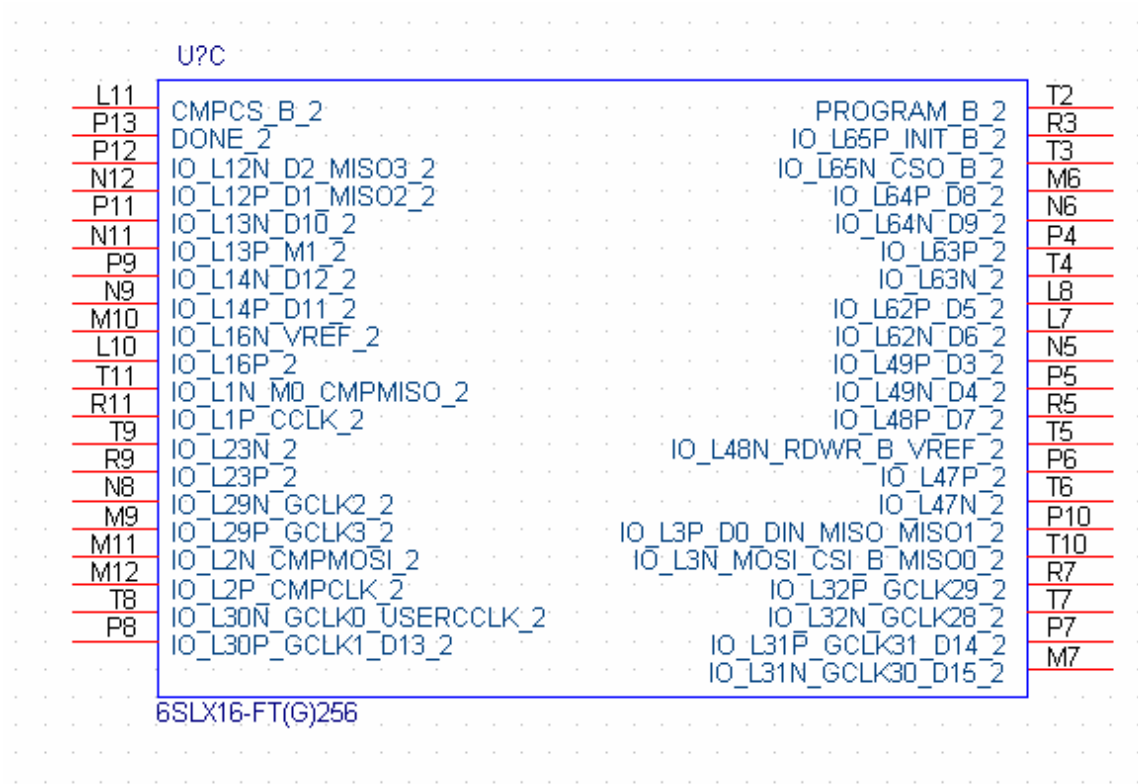 U?C
L11 CMPCS_B_2 PROGRAM_B_2 T2
P13 DONE_2 IO_L65P_INIT_B_2 R3
P12 IO_L12N_D2_MISO3_2 IO_L65N_CSO_B_2 T3
N12 IO_L12P_D1_MISO2_2 IO_L64P_D8_2 M6
P11 IO_L13N_D10_2 IO_L64N_D9_2 N6
N11 IO_L13P_M1_2 IO_L63P_2 P4
P9 IO_L14N_D12_2 IO_L63N_2 T4
N9 IO_L14P_D11_2 IO_L62P_D5_2 L8
M10 IO_L16N_VREF_2 IO_L62N_D6_2 L7
L10 IO_L16P_2 IO_L49P_D3_2 N5
T11 IO_L1N_M0_CMPMISO_2 IO_L49N_D4_2 P5
R11 IO_L1P_CCLK_2 IO_L48P_D7_2 R5
T9 IO_L23N_2 IO_L48N_RDWR_B_VREF_2 T5
R9 IO_L23P_2 IO_L47P_2 P6
N8 IO_L29N_GCLK2_2 IO_L47N_2 T6
M9 IO_L29P_GCLK3_2 IO_L3P_D0_DIN_MISO_MISO1_2 P10
M11 IO_L2N_CMPMOSI_2 IO_L3N_MOSI_CSI_B_MISO0_2 T10
M12 IO_L2P_CMPCLK_2 IO_L32P_GCLK29_2 R7
T8 IO_L30N_GCLK0_USERCCLK_2 IO_L32N_GCLK28_2 T7
P8 IO_L30P_GCLK1_D13_2 IO_L31P_GCLK31_D14_2 P7
IO_L31N_GCLK30_D15_2 M7
6SLX16-FT(G)256